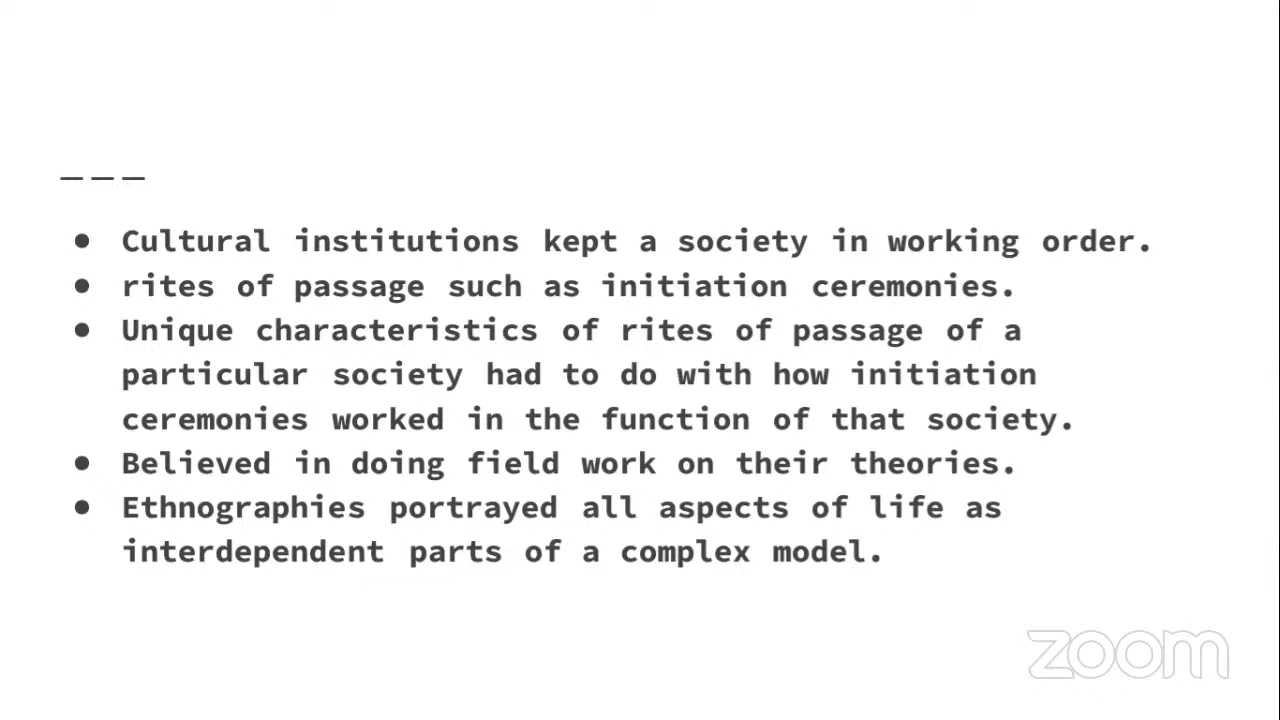 ---
● Cultural institutions kept a society in working order.
● rites of passage such as initiation ceremonies.
● Unique characteristics of rites of passage of a
particular society had to do with how initiation
ceremonies worked in the function of that society.
● Believed in doing field work on their theories.
● Ethnographies portrayed all aspects of life as
interdependent parts of a complex model.
zoom